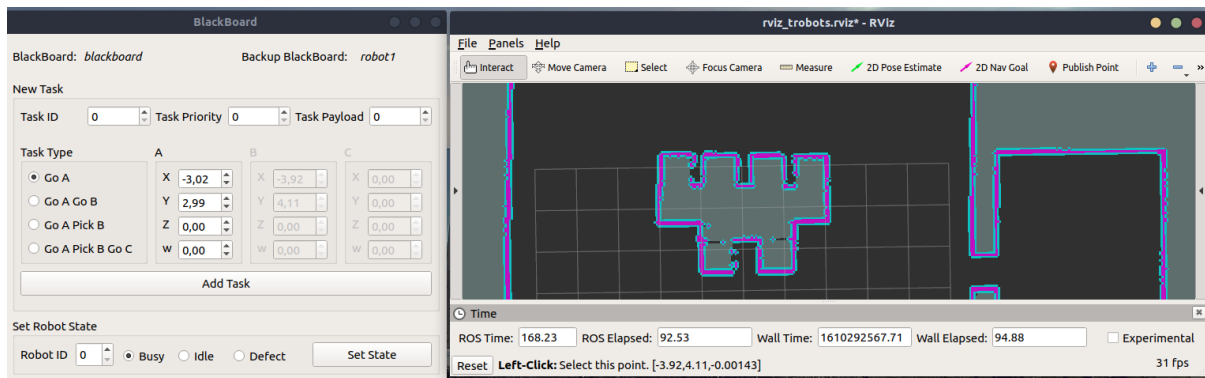 BlackBoard
BlackBoard: blackboard Backup BlackBoard: robot1
New Task
Task ID 0 Task Priority 0 Task Payload 0
Task Type A B C
Go A X -3,02 X -3,92 X 0,00
Go A Go B Y 2,99 Y 4,11 Y 0,00
Go A Pick B Z 0,00 Z 0,00 Z 0,00
Go A Pick B Go C W 0,00 W 0,00 W 0,00
Add Task
Set Robot State
Robot ID 0 Busy Idle Defect Set State
rviz_trobots.rviz* - RViz
File Panels Help
Interact Move Camera Select Focus Camera Measure 2D Pose Estimate 2D Nav Goal Publish Point »
Time
ROS Time: 168.23 ROS Elapsed: 92.53 Wall Time: 1610292567.71 Wall Elapsed: 94.88 Experimental
Reset Left-Click: Select this point. [-3.92,4.11,-0.00143] 31 fps